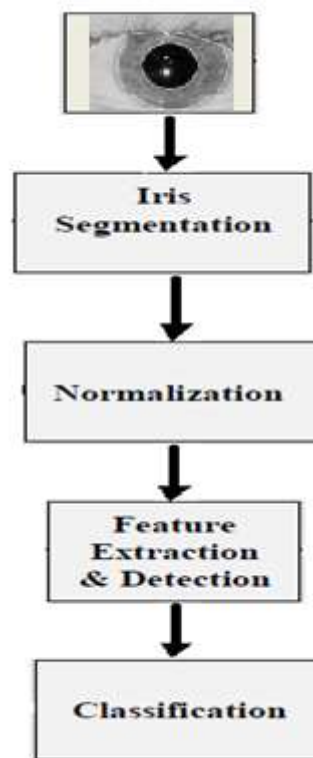 Iris
Segmentation
Normalization
Feature
Extraction
& Detection
Classification